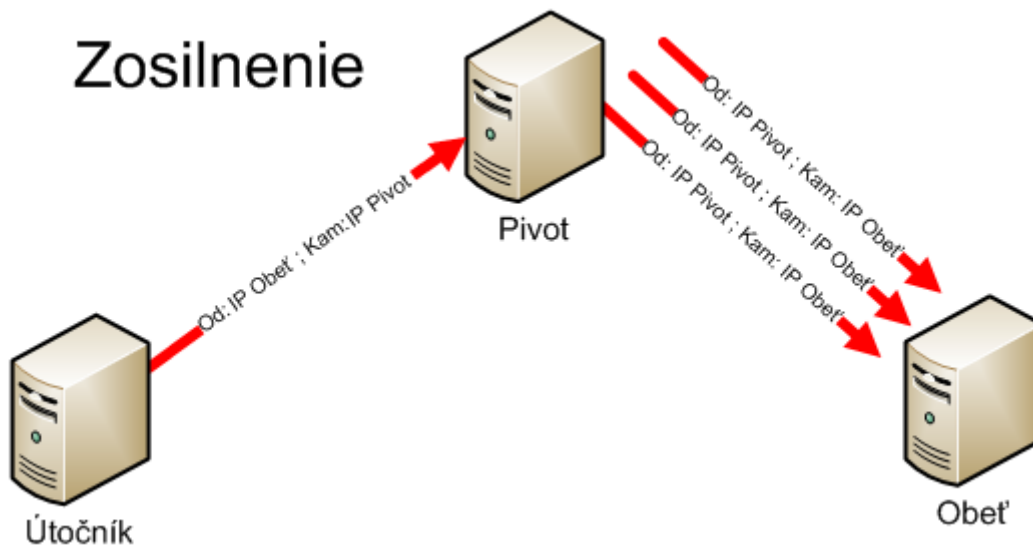 Zosilnenie
Pivot
Od: IP Obeť ; Kam:IP Pivot
Od: IP Pivot ; Kam: IP Obeť
Od: IP Pivot ; Kam: IP Obeť
Od: IP Pivot ; Kam: IP Obeť
Útočník
Obeť